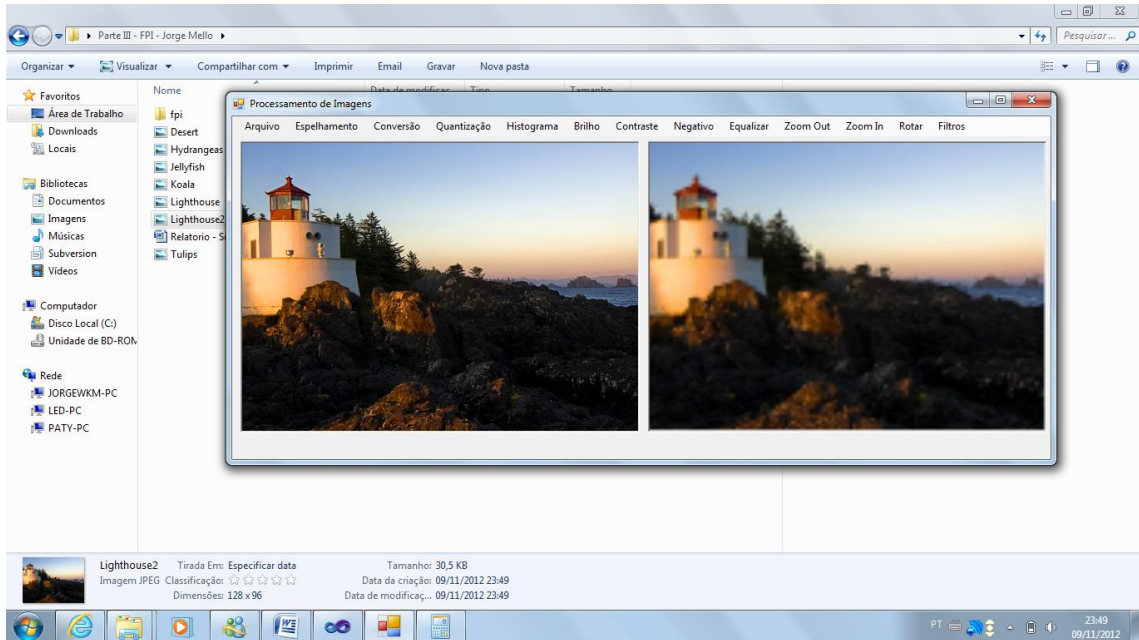 Parte III - FPI - Jorge Mello
Pesquisar ...
Organizar Visualizar Compartilhar com Imprimir Email Gravar Nova pasta
Favoritos
Área de Trabalho
Downloads
Locais
Bibliotecas
Documentos
Imagens
Músicas
Subversion
Vídeos
Computador
Disco Local (C:)
Unidade de BD-ROM
Rede
JORGEWKM-PC
LED-PC
PATY-PC
Nome Data de modificaç... Tipo Tamanho
fpi
Desert
Hydrangeas
Jellyfish
Koala
Lighthouse
Lighthouse2
Relatorio - S
Tulips
Processamento de Imagens
Arquivo Espelhamento Conversão Quantização Histograma Brilho Contraste Negativo Equalizar Zoom Out Zoom In Rotar Filtros
Lighthouse2 Tirada Em: Especificar data Tamanho: 30,5 KB
Imagem JPEG Classificação: Data da criação: 09/11/2012 23:49
Dimensões: 128 x 96 Data de modificaç... 09/11/2012 23:49
PT 23:49
09/11/2012